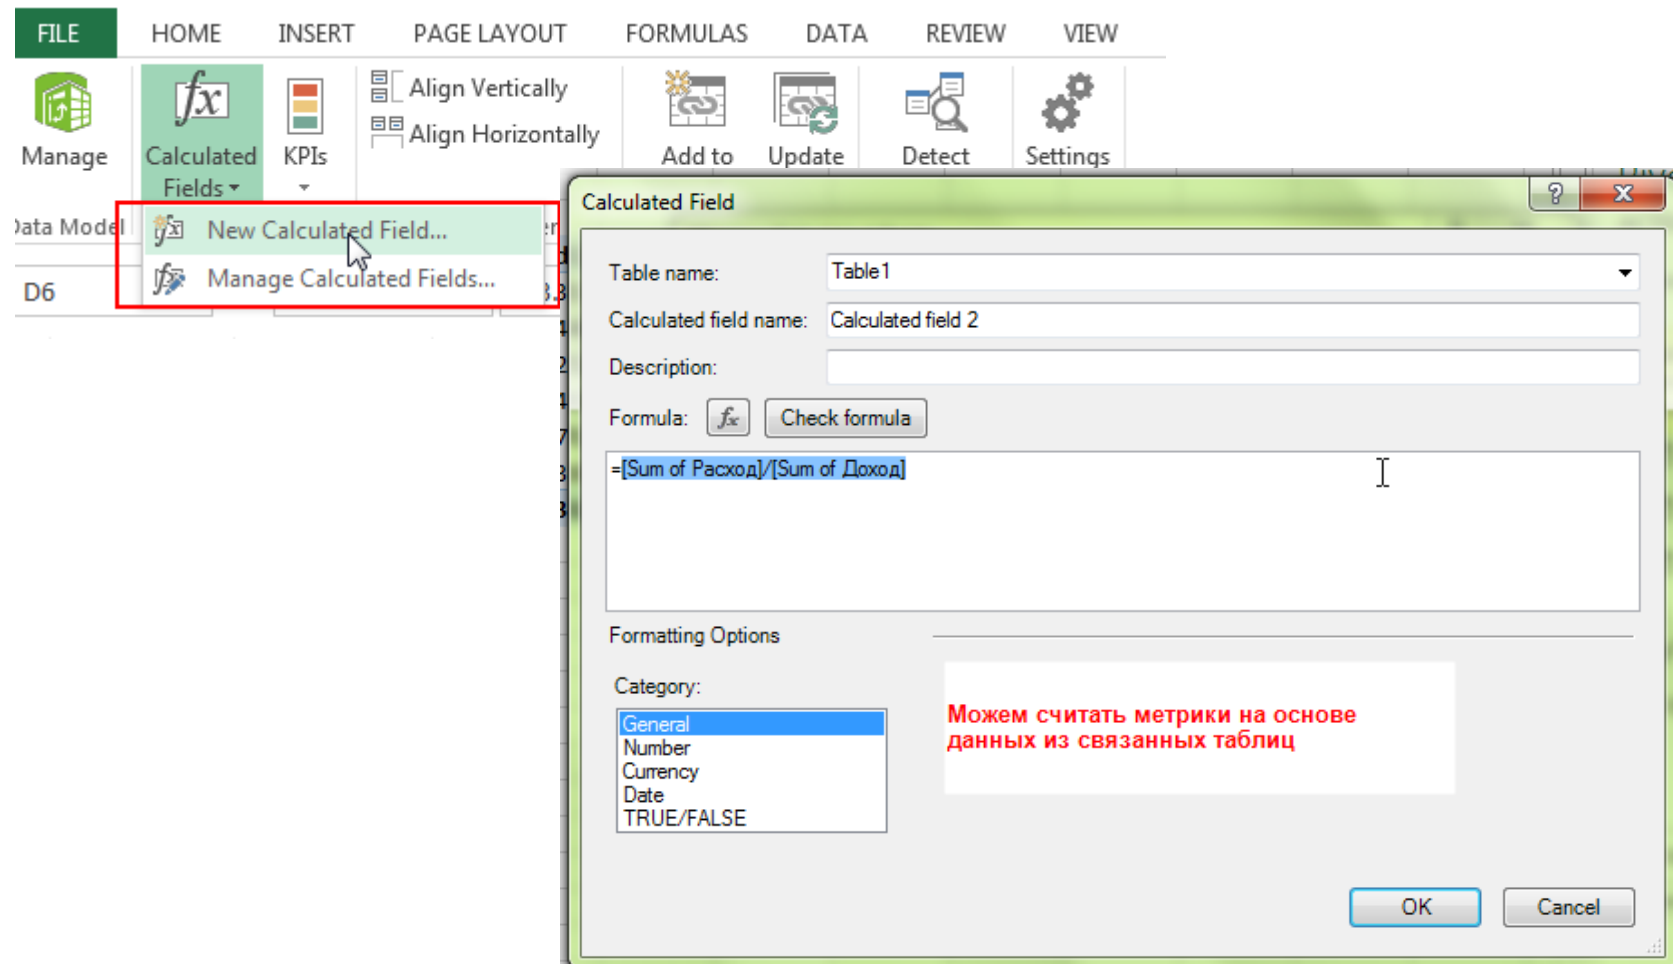 FILE HOME INSERT PAGE LAYOUT FORMULAS DATA REVIEW VIEW
Align Vertically
Align Horizontally
Manage Calculated Fields KPIs Add to Update Detect Settings
Data Model
New Calculated Field...
Manage Calculated Fields...
D6
Calculated Field
Table name: Table1
Calculated field name: Calculated field 2
Description:
Formula: fx Check formula
=[Sum of Расход]/[Sum of Доход]
Formatting Options
Category:
General
Number
Currency
Date
TRUE/FALSE
Можем считать метрики на основе
данных из связанных таблиц
OK Cancel